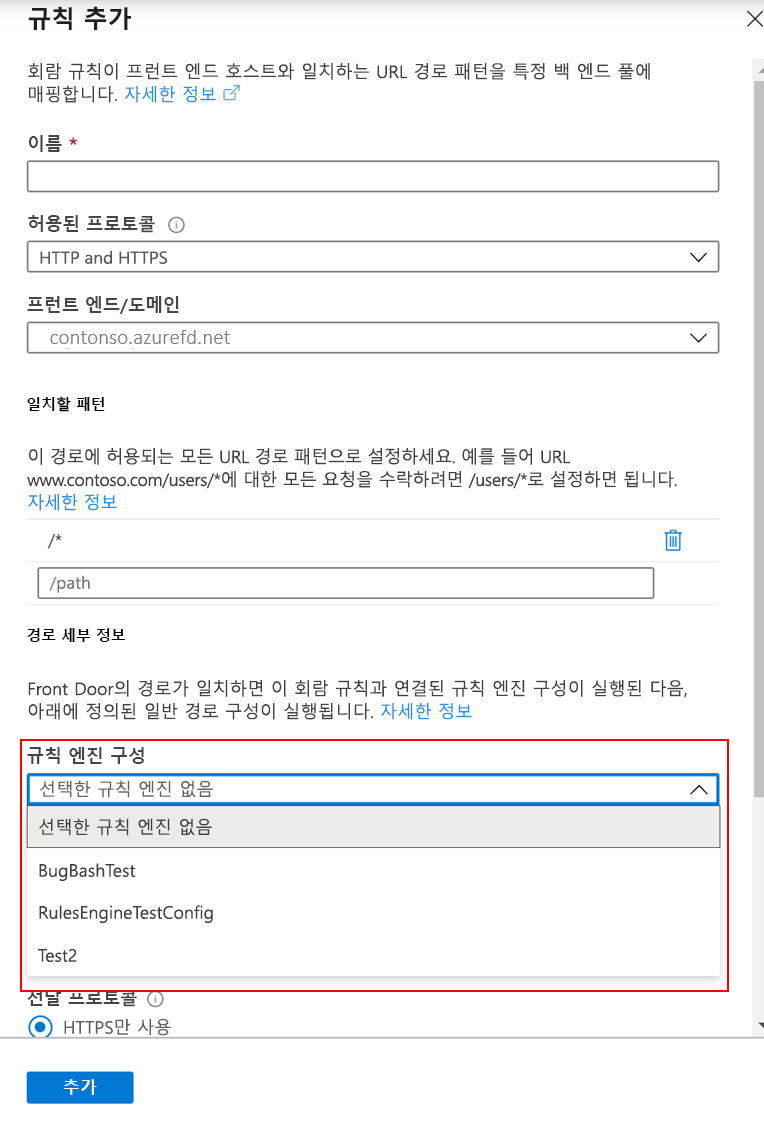 규칙 추가
회람 규칙이 프런트 엔드 호스트와 일치하는 URL 경로 패턴을 특정 백 엔드 풀에
매핑합니다. 자세한 정보
이름 *
허용된 프로토콜
HTTP and HTTPS
프런트 엔드/도메인
contonso.azurefd.net
일치할 패턴
이 경로에 허용되는 모든 URL 경로 패턴으로 설정하세요. 예를 들어 URL
www.contoso.com/users/*에 대한 모든 요청을 수락하려면 /users/*로 설정하면 됩니다.
자세한 정보
/*
/path
경로 세부 정보
Front Door의 경로가 일치하면 이 회람 규칙과 연결된 규칙 엔진 구성이 실행된 다음,
아래에 정의된 일반 경로 구성이 실행됩니다. 자세한 정보
규칙 엔진 구성
선택한 규칙 엔진 없음
선택한 규칙 엔진 없음
BugBashTest
RulesEngineTestConfig
Test2
전달 프로토콜
HTTPS만 사용
추가